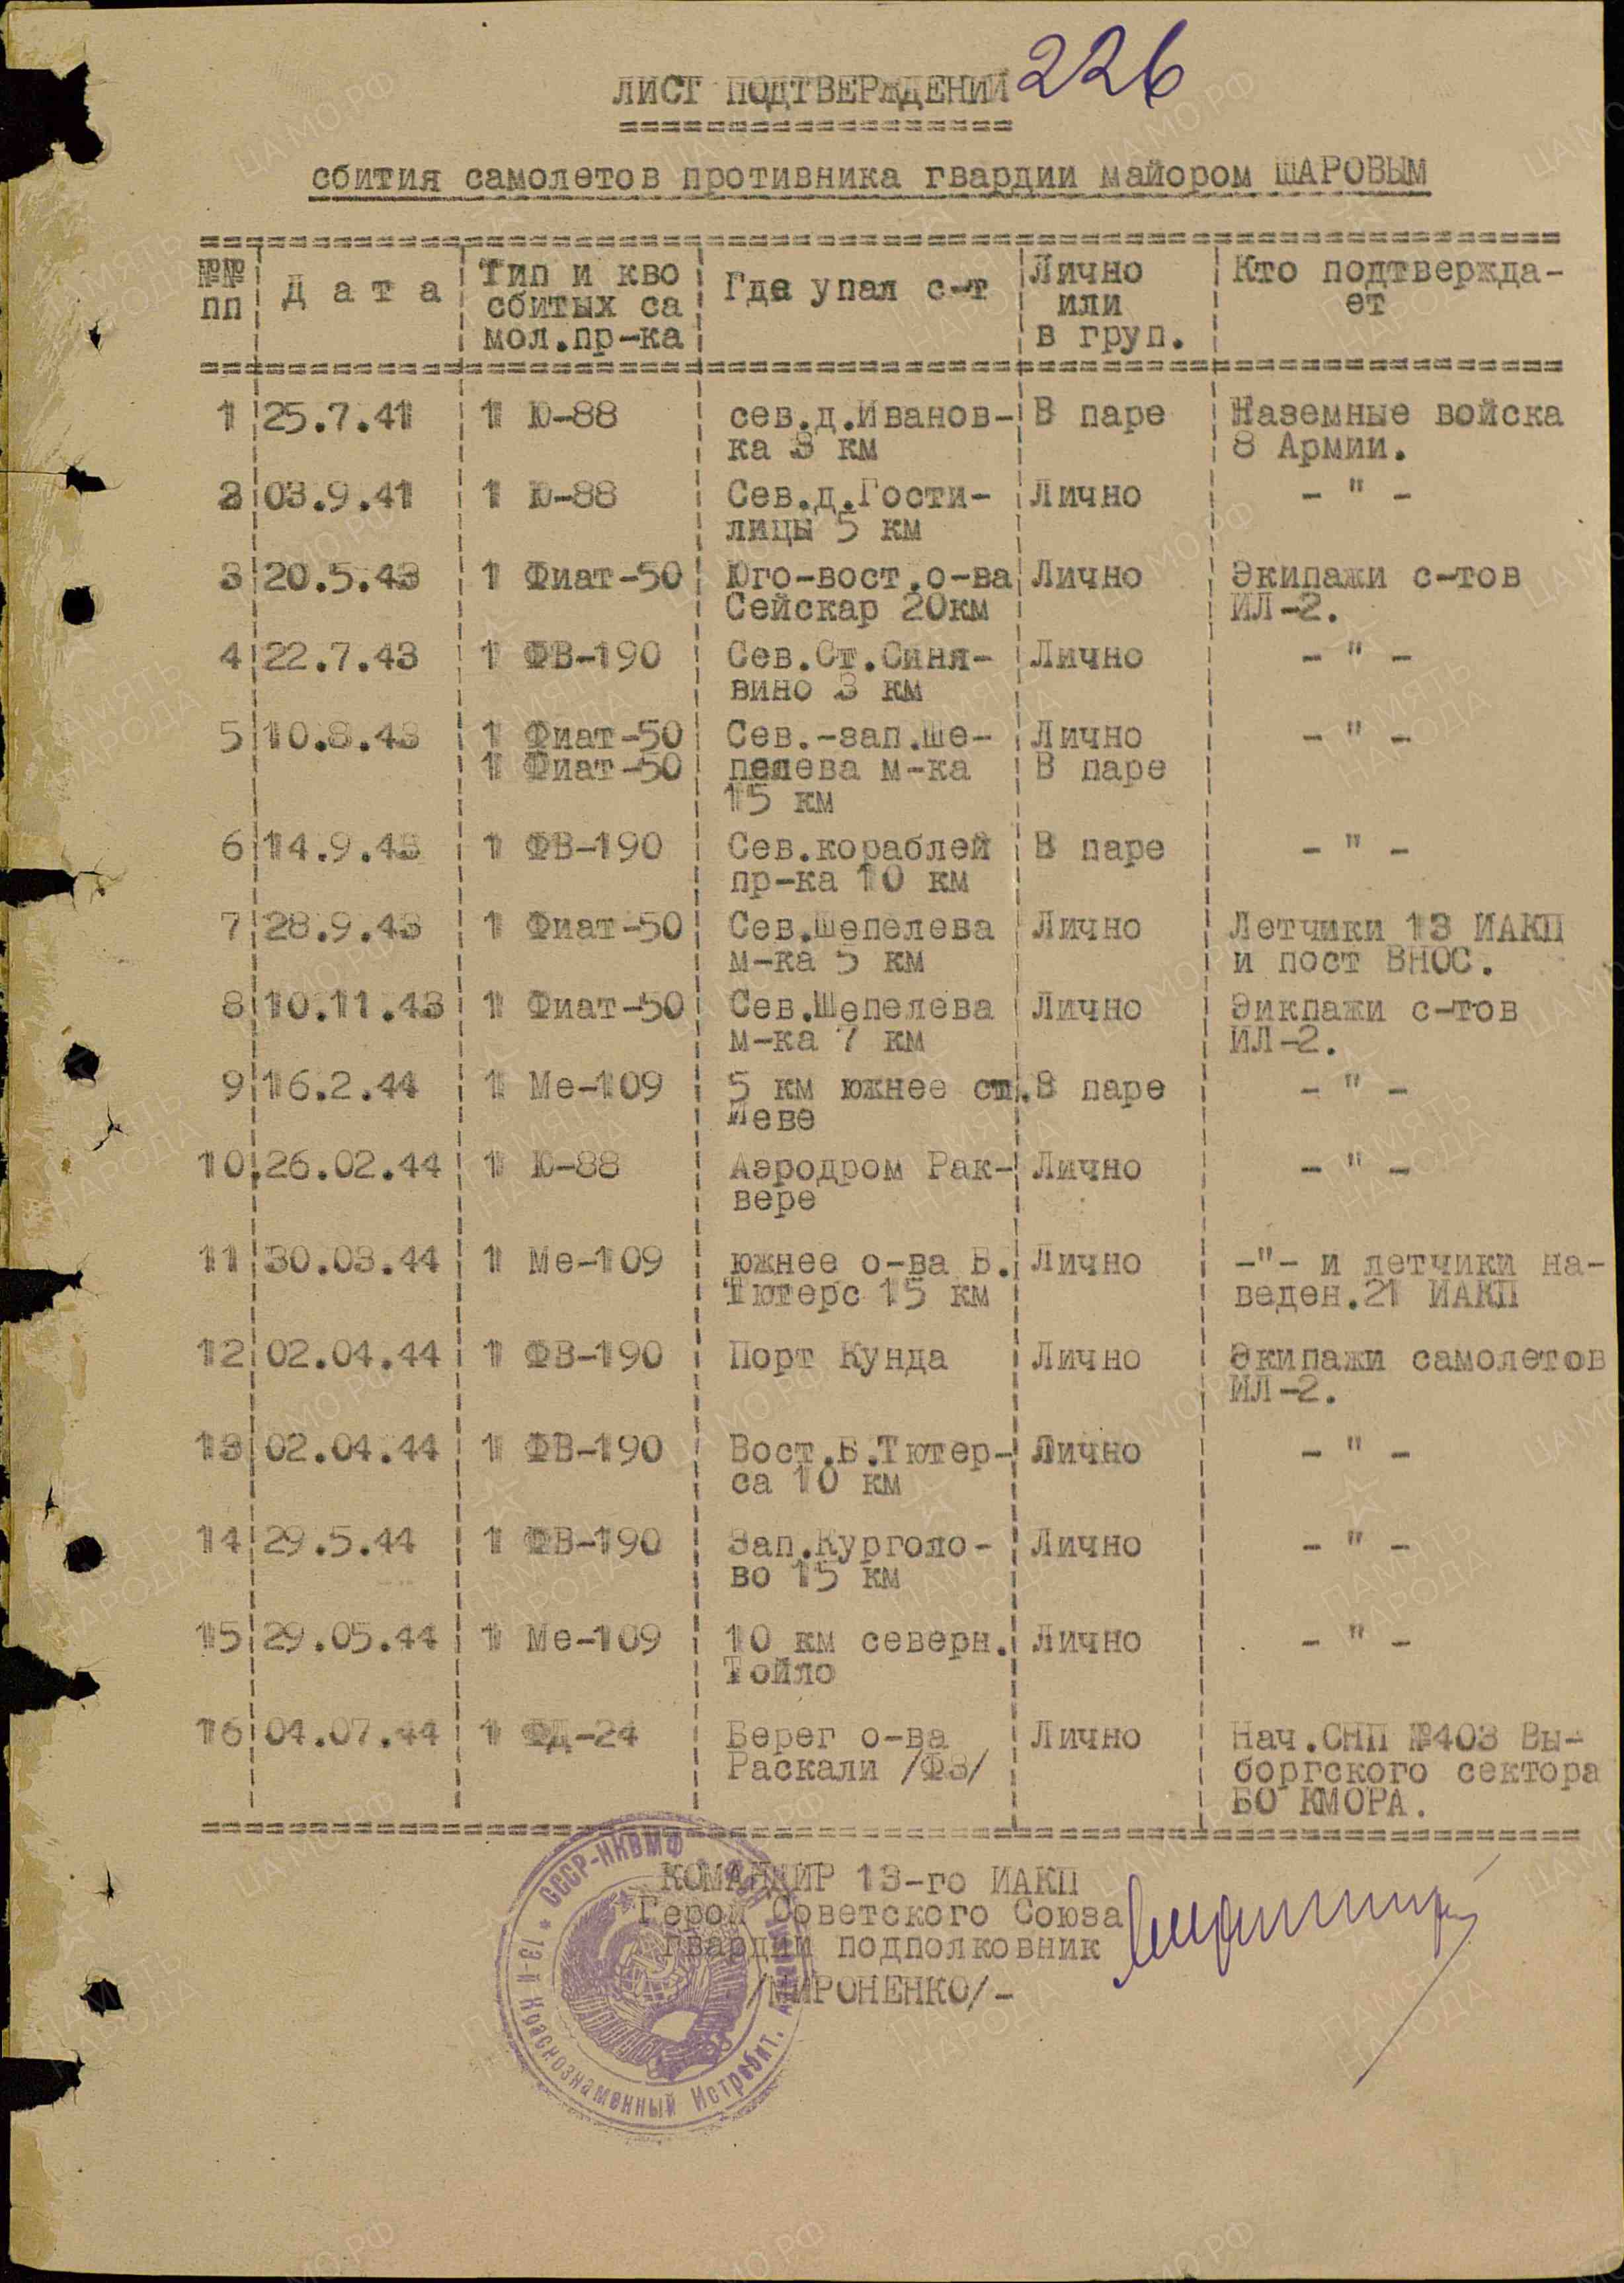 ЛИСТ ПОДТВЕРЖДЕНИЙ 226
сбития самолетов противника гвардии майором ШАРОВЫМ
№№ пп Дата Тип и кво сбитых са мол.пр-ка Где упал с-т Лично или в груп. Кто подтвержда-ет
1 25.7.41 1 Ю-88 сев.д.Иванов- В паре Наземные войска
ка 8 км 8 Армии.
2 03.9.41 1 Ю-88 Сев.д.Гости- Лично - " -
лицы 5 км
3 20.5.43 1 Фиат-50 Юго-вост.о-ва Лично Экипажи с-тов
Сейскар 20км ИЛ-2.
4 22.7.43 1 ФВ-190 Сев.Ст.Синя- Лично - " -
вино 3 км
5 10.8.43 1 Фиат-50 Сев.-зап.Ше- Лично - " -
1 Фиат-50 пелева м-ка В паре
15 км
6 14.9.43 1 ФВ-190 Сев.кораблей В паре - " -
пр-ка 10 км
7 28.9.43 1 Фиат-50 Сев.Шепелева Лично Летчики 13 ИАКП
м-ка 5 км и пост ВНОС.
8 10.11.43 1 Фиат-50 Сев.Шепелева Лично Эикпажи с-тов
м-ка 7 км ИЛ-2.
9 16.2.44 1 Ме-109 5 км южнее ст. В паре - " -
Иеве
10. 26.02.44 1 Ю-88 Аэродром Рак- Лично - " -
вере
11 30.03.44 1 Ме-109 южнее о-ва Б. Лично -"- и летчики на-
Тютерс 15 км веден.21 ИАКП
12 02.04.44 1 ФВ-190 Порт Кунда Лично Экипажи самолетов
ИЛ-2.
13 02.04.44 1 ФВ-190 Вост.Б.Тютер- Лично - " -
са 10 км
14 29.5.44 1 ФВ-190 Зап.Курголо- Лично - " -
во 15 км
15 29.05.44 1 Ме-109 10 км северн. Лично - " -
Тойло
16 04.07.44 1 ФД-24 Берег о-ва Лично Нач.СНП №403 Вы-
Раскали /ФЗ/ боргского сектора
БО КМОРА.
КОМАНДИР 13-го ИАКП
Герой Советского Союза
гвардии подполковник
/МИРОНЕНКО/-
СССР-НКВМФ
13-й Краснознаменный Истребит.
ЦАМО.РФ
ПАМЯТЬ НАРОДА